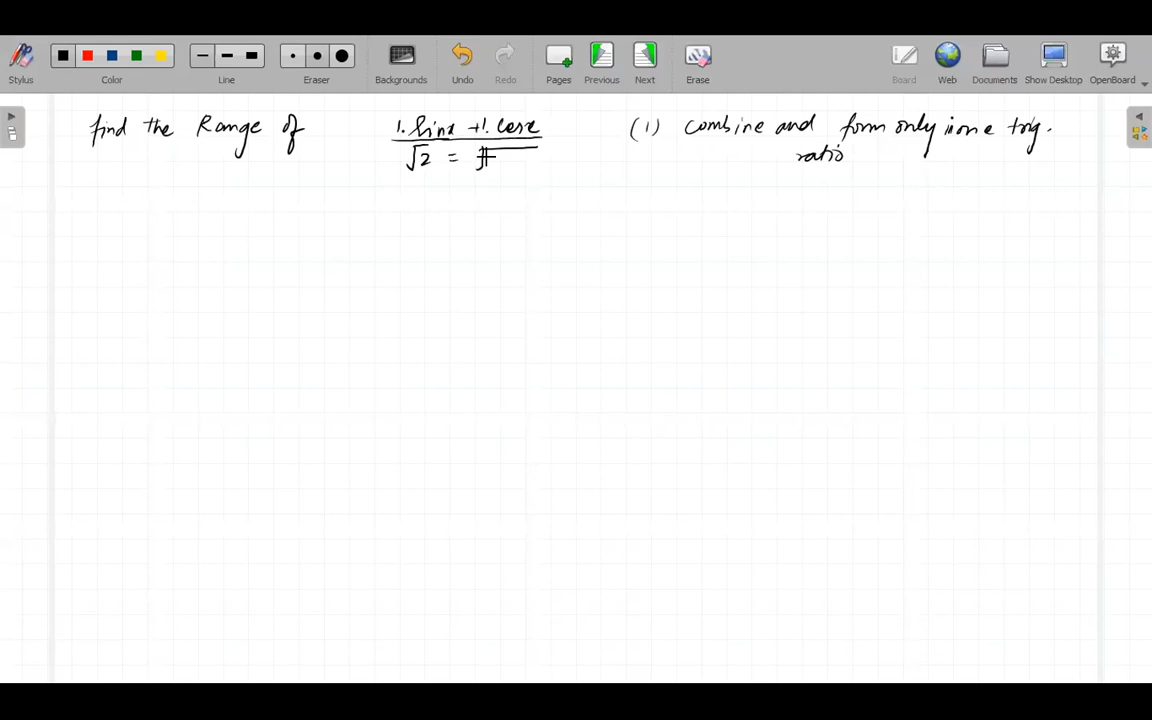 Stylus Color Line Eraser Backgrounds Undo Redo Pages Previous Next Erase Board Web Documents Show Desktop OpenBoard
find the Range of 1. sinx + 1. cosx (1) combine and form only in one trig.
√2 = ratio